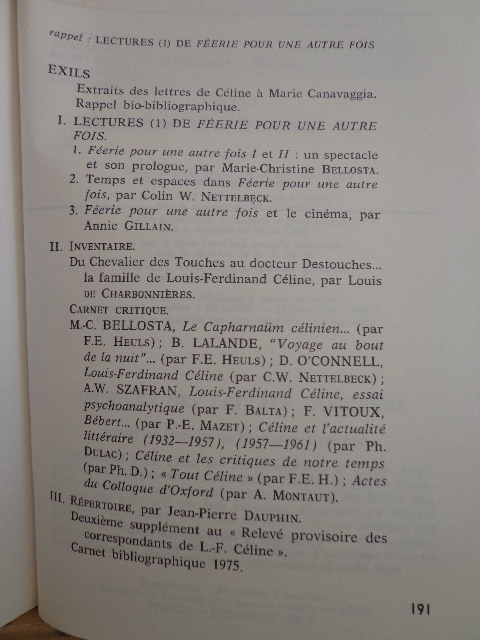 rappel : LECTURES (I) DE FÉERIE POUR UNE AUTRE FOIS
EXILS
Extraits des lettres de Céline à Marie Canavaggia.
Rappel bio-bibliographique.
I. LECTURES (1) DE FÉERIE POUR UNE AUTRE
FOIS.
1. Féerie pour une autre fois I et II : un spectacle
et son prologue, par Marie-Christine BELLOSTA.
2. Temps et espaces dans Féerie pour une autre
fois, par Colin W. NETTELBECK.
3. Féerie pour une autre fois et le cinéma, par
Annie GILLAIN.
II. INVENTAIRE.
Du Chevalier des Touches au docteur Destouches...
la famille de Louis-Ferdinand Céline, par Louis
DE CHARBONNIÈRES.
CARNET CRITIQUE.
M.-C. BELLOSTA, Le Capharnaüm célinien... (par
F.E. HEULS) ; B. LALANDE, "Voyage au bout
de la nuit"... (par F.E. HEULS) ; D. O'CONNELL,
Louis-Ferdinand Céline (par C.W. NETTELBECK) ;
A.W. SZAFRAN, Louis-Ferdinand Céline, essai
psychoanalytique (par F. BALTA) ; F. VITOUX,
Bébert... (par P.-E. MAZET) ; Céline et l'actualité
littéraire (1932—1957), (1957—1961) (par Ph.
DULAC) ; Céline et les critiques de notre temps
(par Ph. D.) ; « Tout Céline » (par F.E. H.) ; Actes
du Colloque d'Oxford (par A. MONTAUT).
III. RÉPERTOIRE, par Jean-Pierre DAUPHIN.
Deuxième supplément au « Relevé provisoire des
correspondants de L.-F. Céline ».
Carnet bibliographique 1975.
191